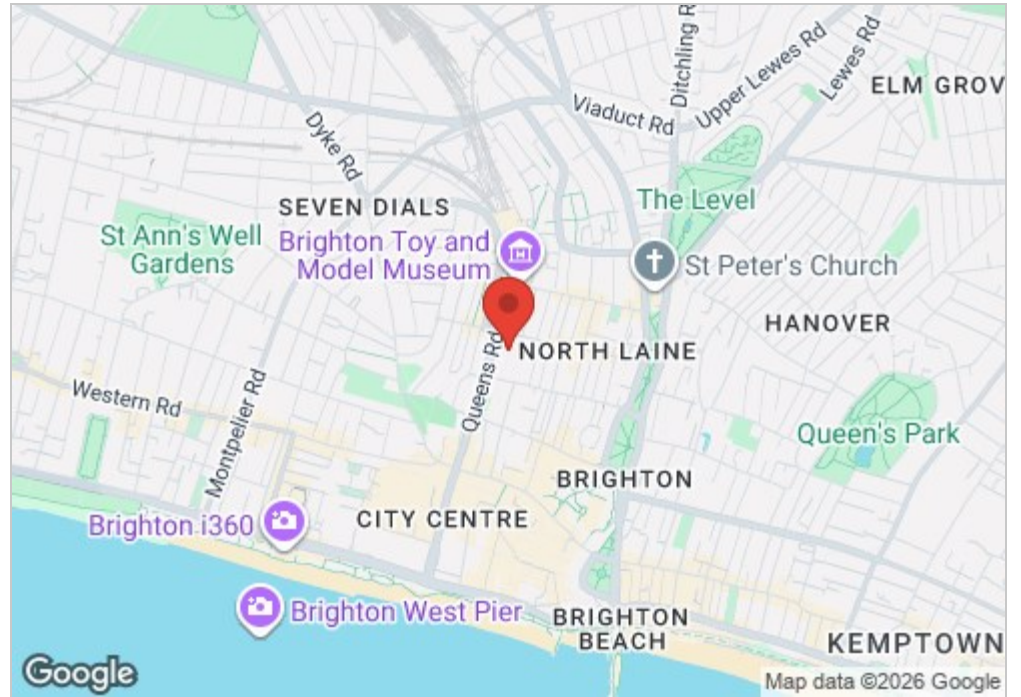 Ditchling R
Upper Lewes Rd
Lewes Rd
ELM GROV
Viaduct Rd
Dyke Rd
The Level
SEVEN DIALS
St Ann's Well
Gardens
Brighton Toy and
Model Museum
St Peter's Church
HANOVER
NORTH LAINE
Queens Rd
Western Rd
Montpelier Rd
Queen's Park
BRIGHTON
CITY CENTRE
Brighton i360
Brighton West Pier
BRIGHTON
BEACH
KEMPTOWN
Google
Map data ©2026 Google